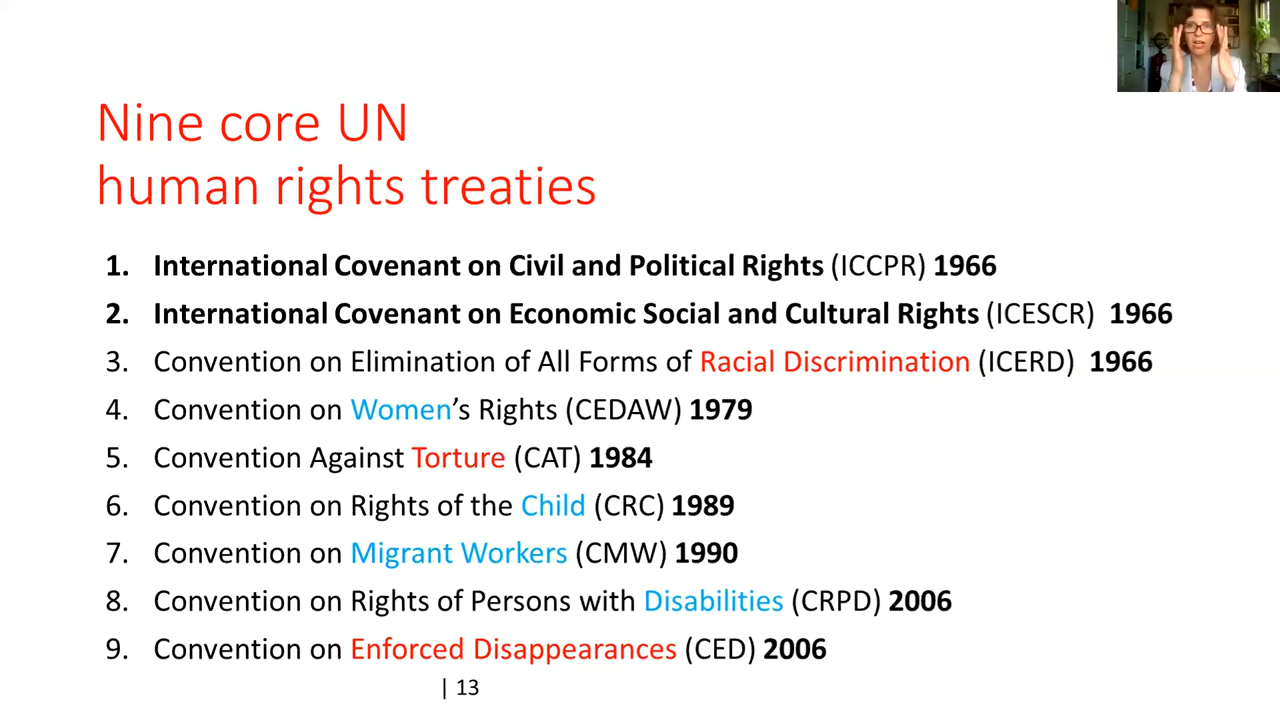 Nine core UN
human rights treaties
1. International Covenant on Civil and Political Rights (ICCPR) 1966
2. International Covenant on Economic Social and Cultural Rights (ICESCR) 1966
3. Convention on Elimination of All Forms of Racial Discrimination (ICERD) 1966
4. Convention on Women's Rights (CEDAW) 1979
5. Convention Against Torture (CAT) 1984
6. Convention on Rights of the Child (CRC) 1989
7. Convention on Migrant Workers (CMW) 1990
8. Convention on Rights of Persons with Disabilities (CRPD) 2006
9. Convention on Enforced Disappearances (CED) 2006
| 13